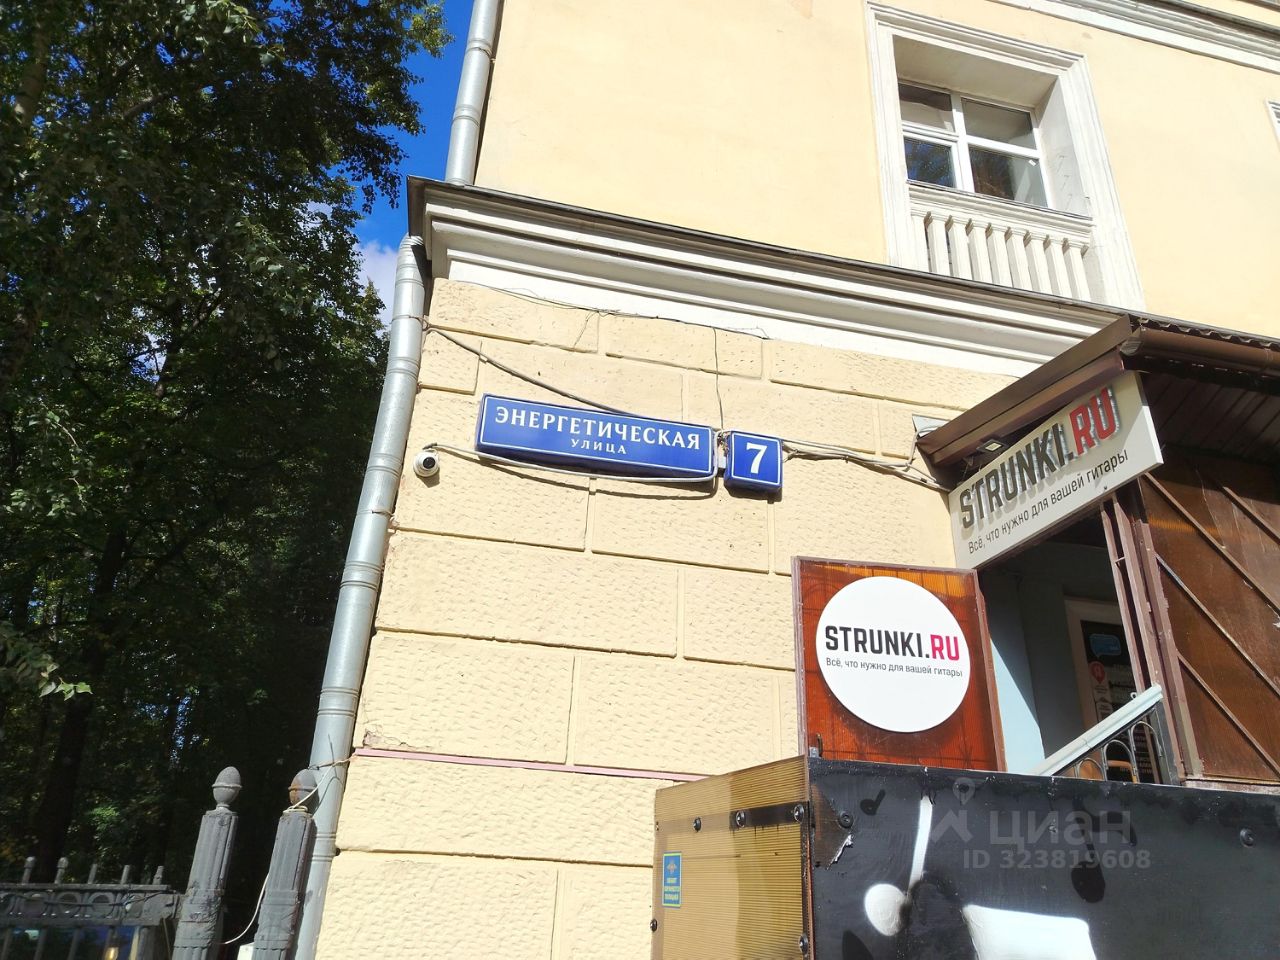 ЭНЕРГЕТИЧЕСКАЯ
УЛИЦА
7
STRUNKI.RU
Всё, что нужно для вашей гитары
STRUNKI.RU
Всё, что нужно для вашей гитары
циан
ID 323819608